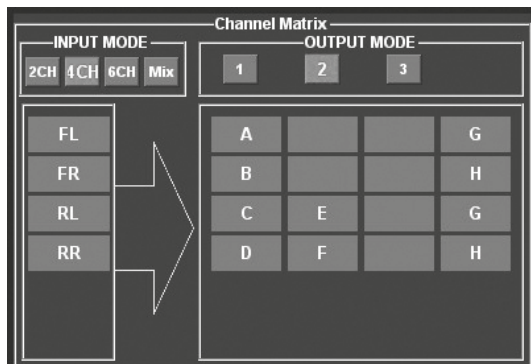 Channel Matrix
INPUT MODE
2CH 4CH 6CH Mix
OUTPUT MODE
1 2 3
FL
FR
RL
RR
A G
B H
C E G
D F H